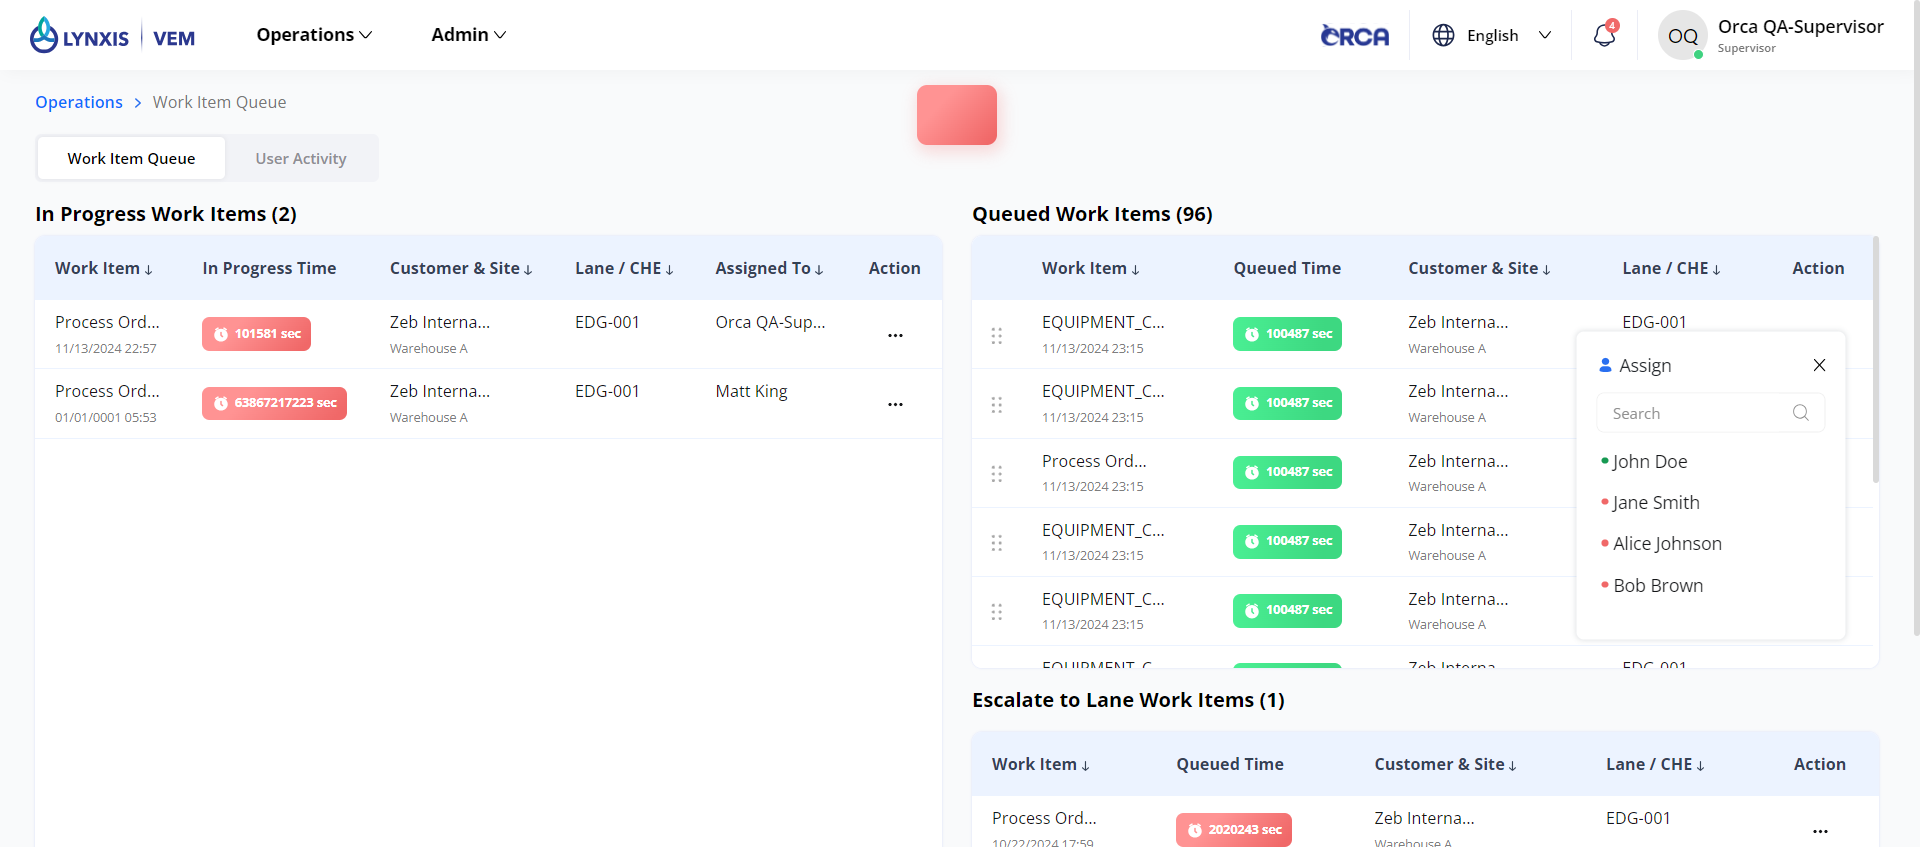 LYNXIS VEM
Operations
Admin
ORCA
English
4
OQ
Orca QA-Supervisor
Supervisor
Operations > Work Item Queue
Work Item Queue
User Activity
In Progress Work Items (2)
Work Item ↓ In Progress Time Customer & Site ↓ Lane / CHE ↓ Assigned To ↓ Action
Process Ord... 101581 sec Zeb Interna... EDG-001 Orca QA-Sup... ...
11/13/2024 22:57 Warehouse A
Process Ord... 63867217223 sec Zeb Interna... EDG-001 Matt King ...
01/01/0001 05:53 Warehouse A
Queued Work Items (96)
Work Item ↓ Queued Time Customer & Site ↓ Lane / CHE ↓ Action
EQUIPMENT_C... 100487 sec Zeb Interna... EDG-001
11/13/2024 23:15 Warehouse A
EQUIPMENT_C... 100487 sec Zeb Interna...
11/13/2024 23:15 Warehouse A
Process Ord... 100487 sec Zeb Interna...
11/13/2024 23:15 Warehouse A
EQUIPMENT_C... 100487 sec Zeb Interna...
11/13/2024 23:15 Warehouse A
EQUIPMENT_C... 100487 sec Zeb Interna...
11/13/2024 23:15 Warehouse A
EQUIPMENT_C... Zeb Interna... EDG-001
Assign
Search
John Doe
Jane Smith
Alice Johnson
Bob Brown
Escalate to Lane Work Items (1)
Work Item ↓ Queued Time Customer & Site ↓ Lane / CHE ↓ Action
Process Ord... 2020243 sec Zeb Interna... EDG-001 ...
10/22/2024 17:59 Warehouse A